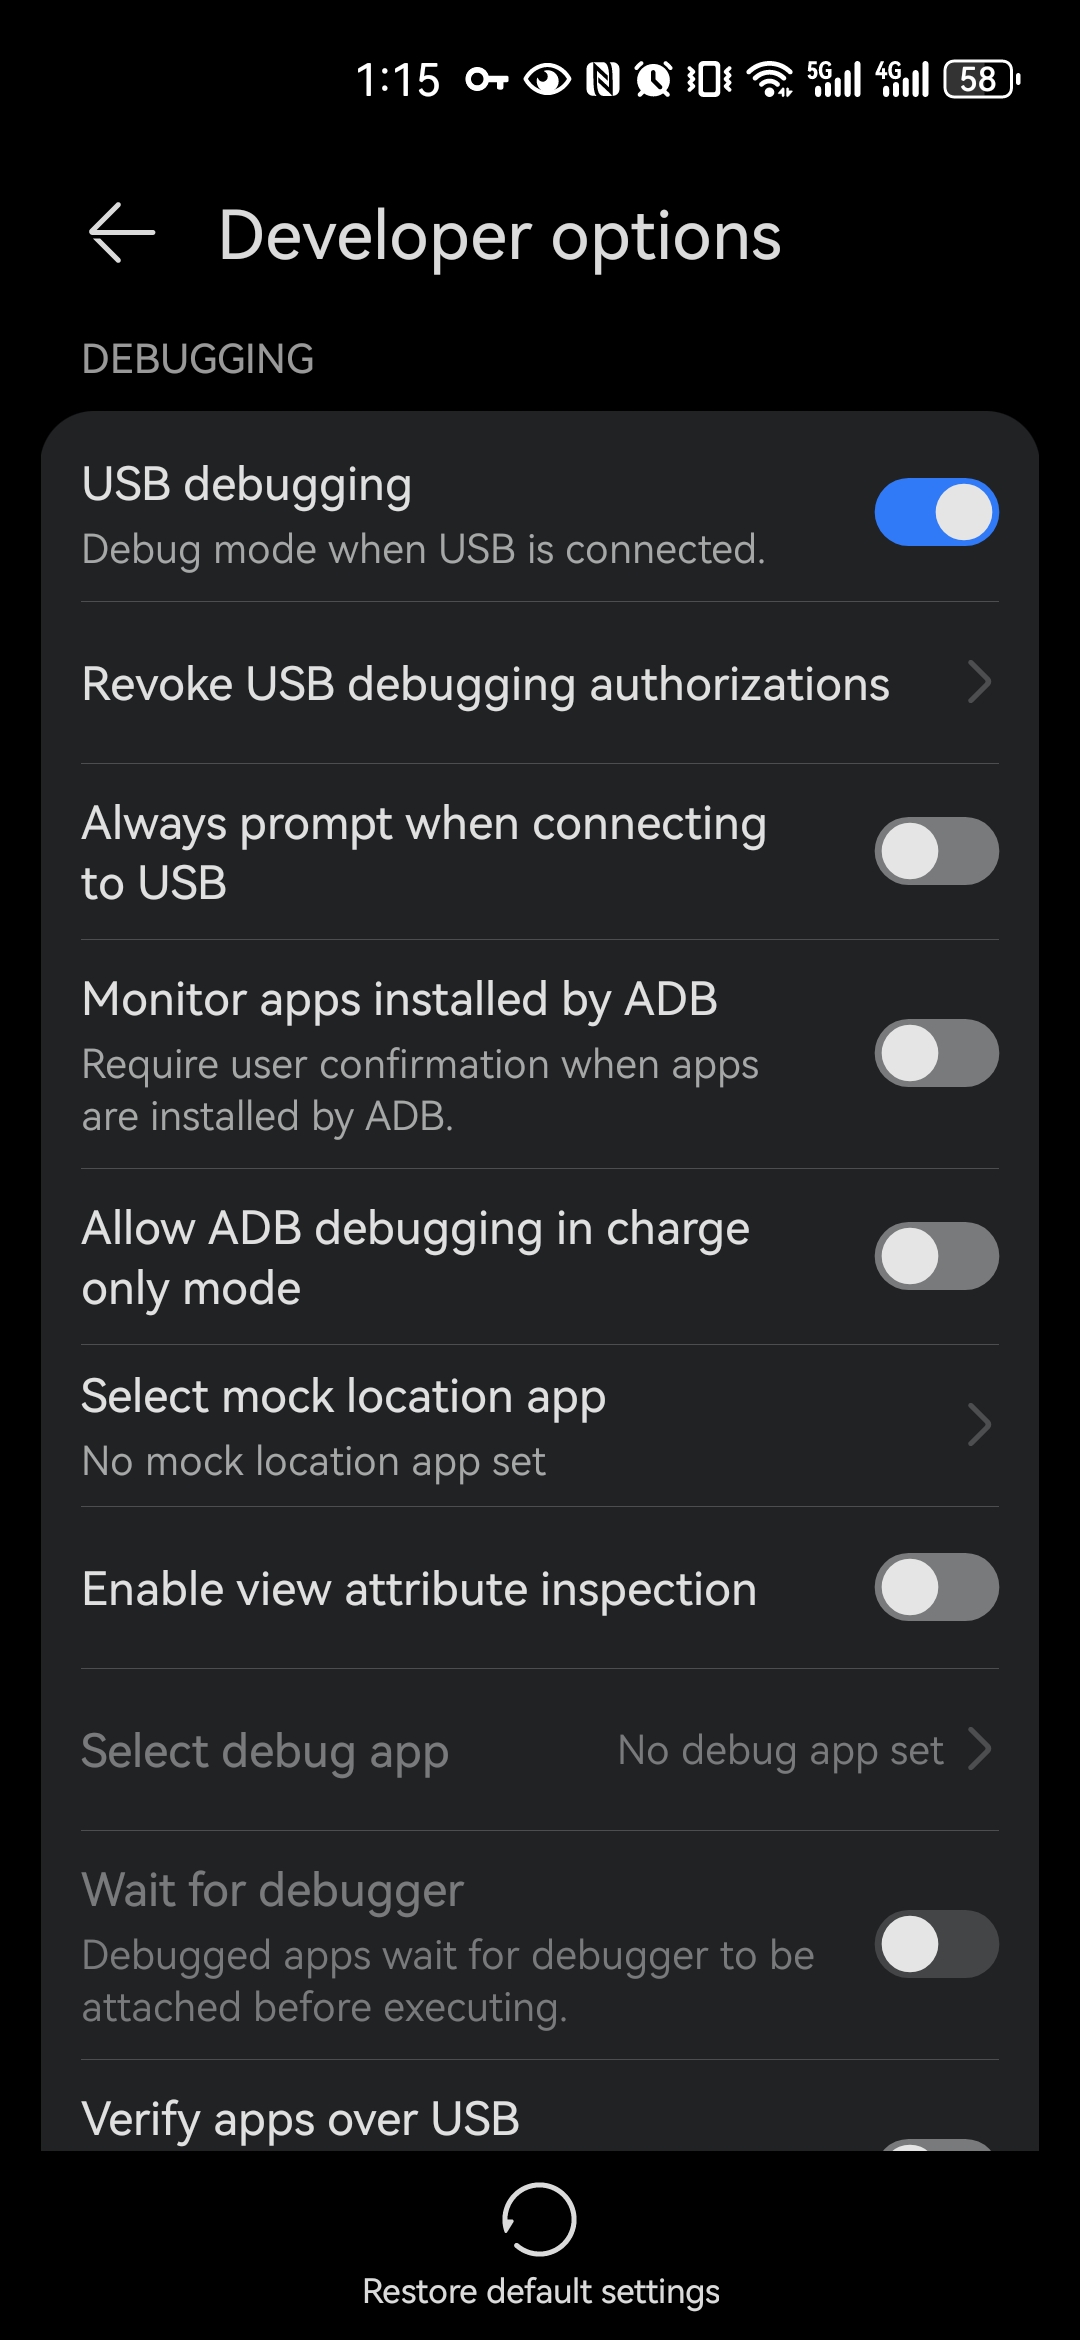 1:15 5G 4G 58
Developer options
DEBUGGING
USB debugging
Debug mode when USB is connected.
Revoke USB debugging authorizations
Always prompt when connecting
to USB
Monitor apps installed by ADB
Require user confirmation when apps
are installed by ADB.
Allow ADB debugging in charge
only mode
Select mock location app
No mock location app set
Enable view attribute inspection
Select debug app No debug app set
Wait for debugger
Debugged apps wait for debugger to be
attached before executing.
Verify apps over USB
Restore default settings